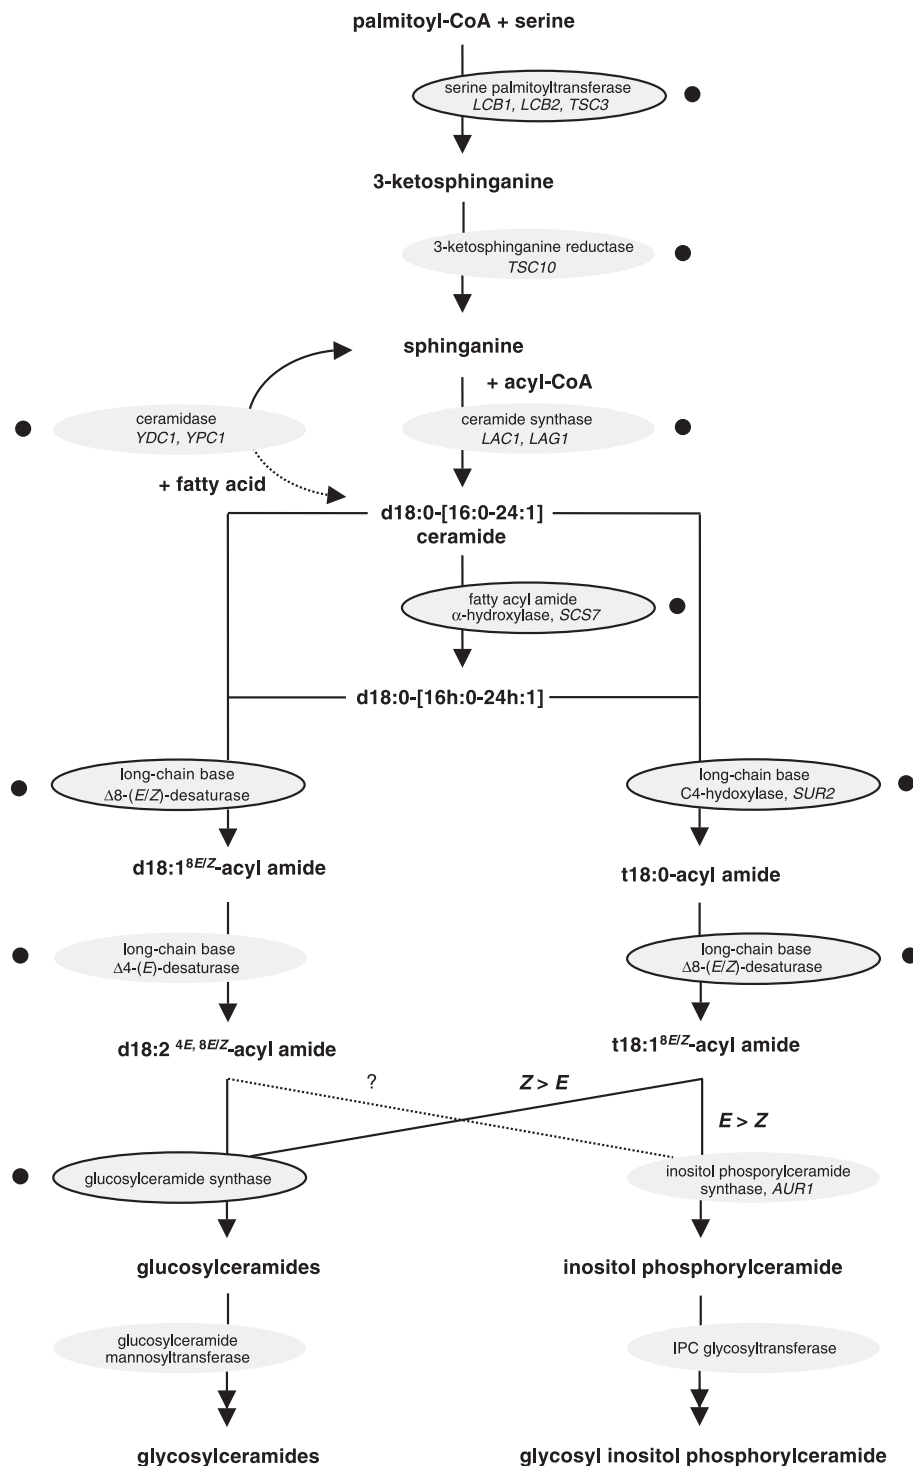 palmitoyl-CoA + serine
serine palmitoyltransferase
LCB1, LCB2, TSC3
3-ketosphinganine
3-ketosphinganine reductase
TSC10
sphinganine
+ acyl-CoA
ceramidase
YDC1, YPC1
ceramide synthase
LAC1, LAG1
+ fatty acid
d18:0-[16:0-24:1]
ceramide
fatty acyl amide
α-hydroxylase, SCS7
d18:0-[16h:0-24h:1]
long-chain base
Δ8-(E/Z)-desaturase
long-chain base
C4-hydoxylase, SUR2
d18:1 8E/Z-acyl amide
t18:0-acyl amide
long-chain base
Δ4-(E)-desaturase
long-chain base
Δ8-(E/Z)-desaturase
d18:2 4E, 8E/Z-acyl amide
t18:1 8E/Z-acyl amide
?
Z > E
E > Z
glucosylceramide synthase
inositol phosporylceramide
synthase, AUR1
glucosylceramides
inositol phosphorylceramide
glucosylceramide
mannosyltransferase
IPC glycosyltransferase
glycosylceramides
glycosyl inositol phosphorylceramide